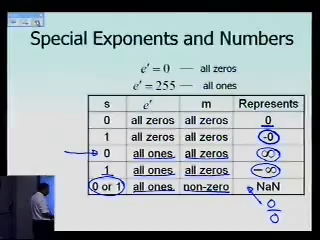 Special Exponents and Numbers
e′ = 0 — all zeros
e′ = 255 — all ones
s e′ m Represents
0 all zeros all zeros 0
1 all zeros all zeros -0
0 all ones all zeros ∞
1 all ones all zeros -∞
0 or 1 all ones non-zero NaN
0
0